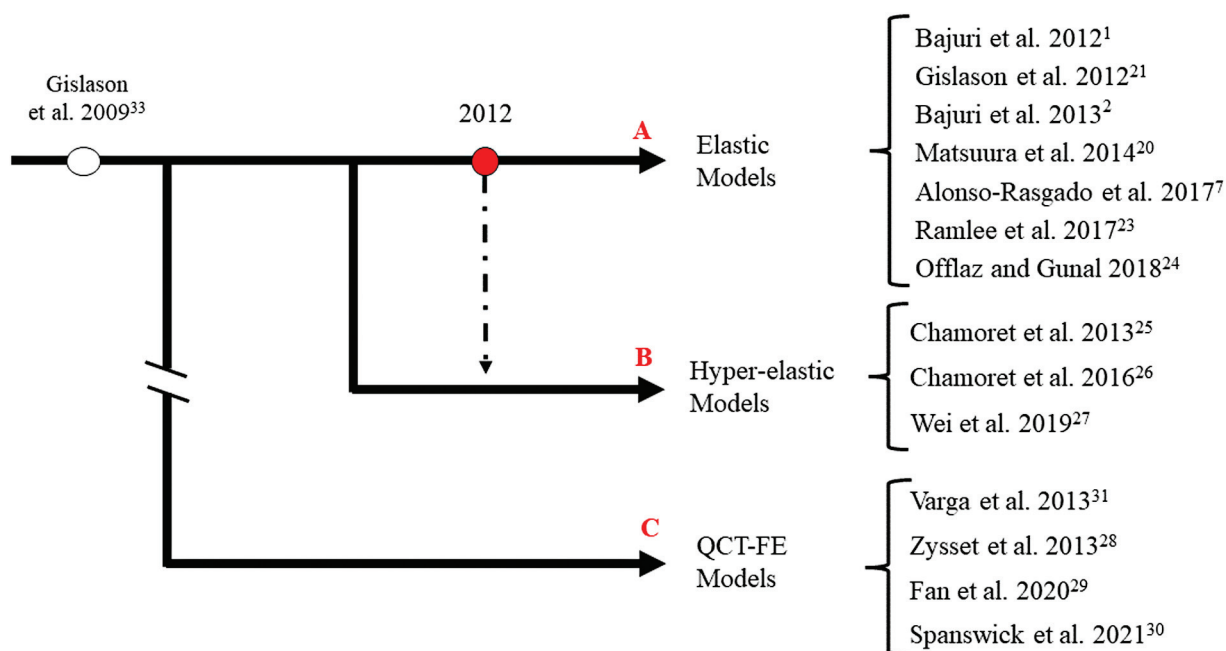 Gislason
et al. 2009³³
2012
A
Elastic
Models
Bajuri et al. 2012¹
Gislason et al. 2012²¹
Bajuri et al. 2013²
Matsuura et al. 2014²⁰
Alonso-Rasgado et al. 2017⁷
Ramlee et al. 2017²³
Offlaz and Gunal 2018²⁴
B
Hyper-elastic
Models
Chamoret et al. 2013²⁵
Chamoret et al. 2016²⁶
Wei et al. 2019²⁷
C
QCT-FE
Models
Varga et al. 2013³¹
Zysset et al. 2013²⁸
Fan et al. 2020²⁹
Spanswick et al. 2021³⁰